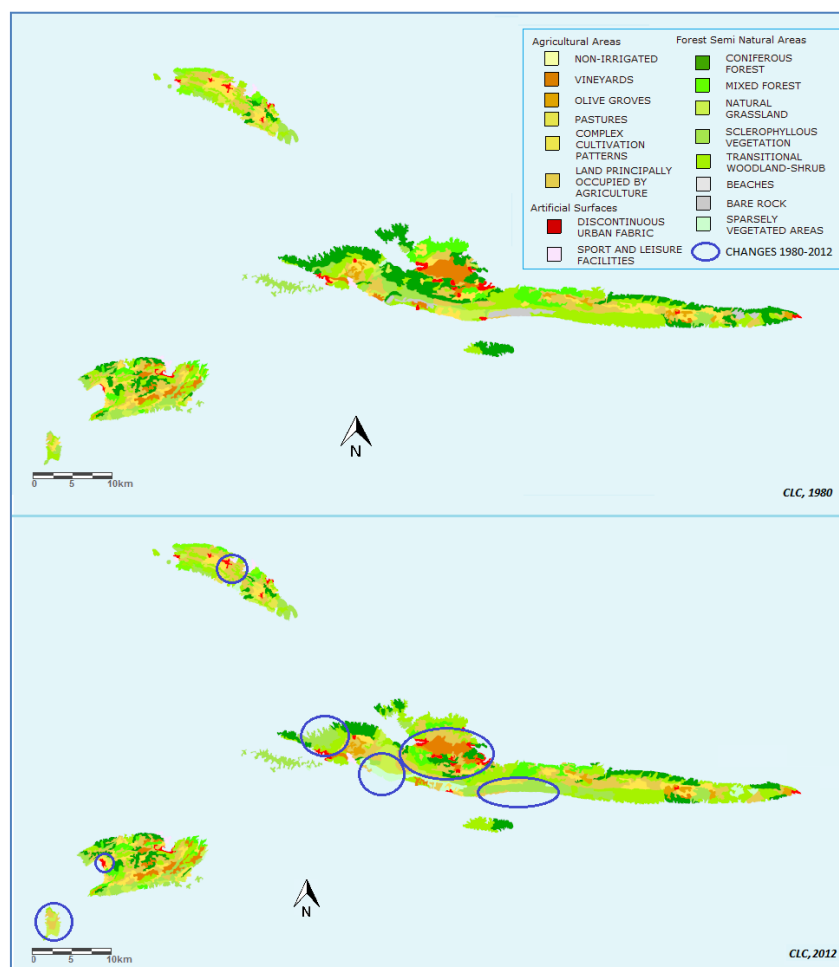 Agricultural Areas
NON-IRRIGATED
VINEYARDS
OLIVE GROVES
PASTURES
COMPLEX
CULTIVATION
PATTERNS
LAND PRINCIPALLY
OCCUPIED BY
AGRICULTURE
Artificial Surfaces
DISCONTINUOUS
URBAN FABRIC
SPORT AND LEISURE
FACILITIES
Forest Semi Natural Areas
CONIFEROUS
FOREST
MIXED FOREST
NATURAL
GRASSLAND
SCLEROPHYLLOUS
VEGETATION
TRANSITIONAL
WOODLAND-SHRUB
BEACHES
BARE ROCK
SPARSELY
VEGETATED AREAS
CHANGES 1980-2012
N
0 5 10km
CLC, 1980
N
0 5 10km
CLC, 2012